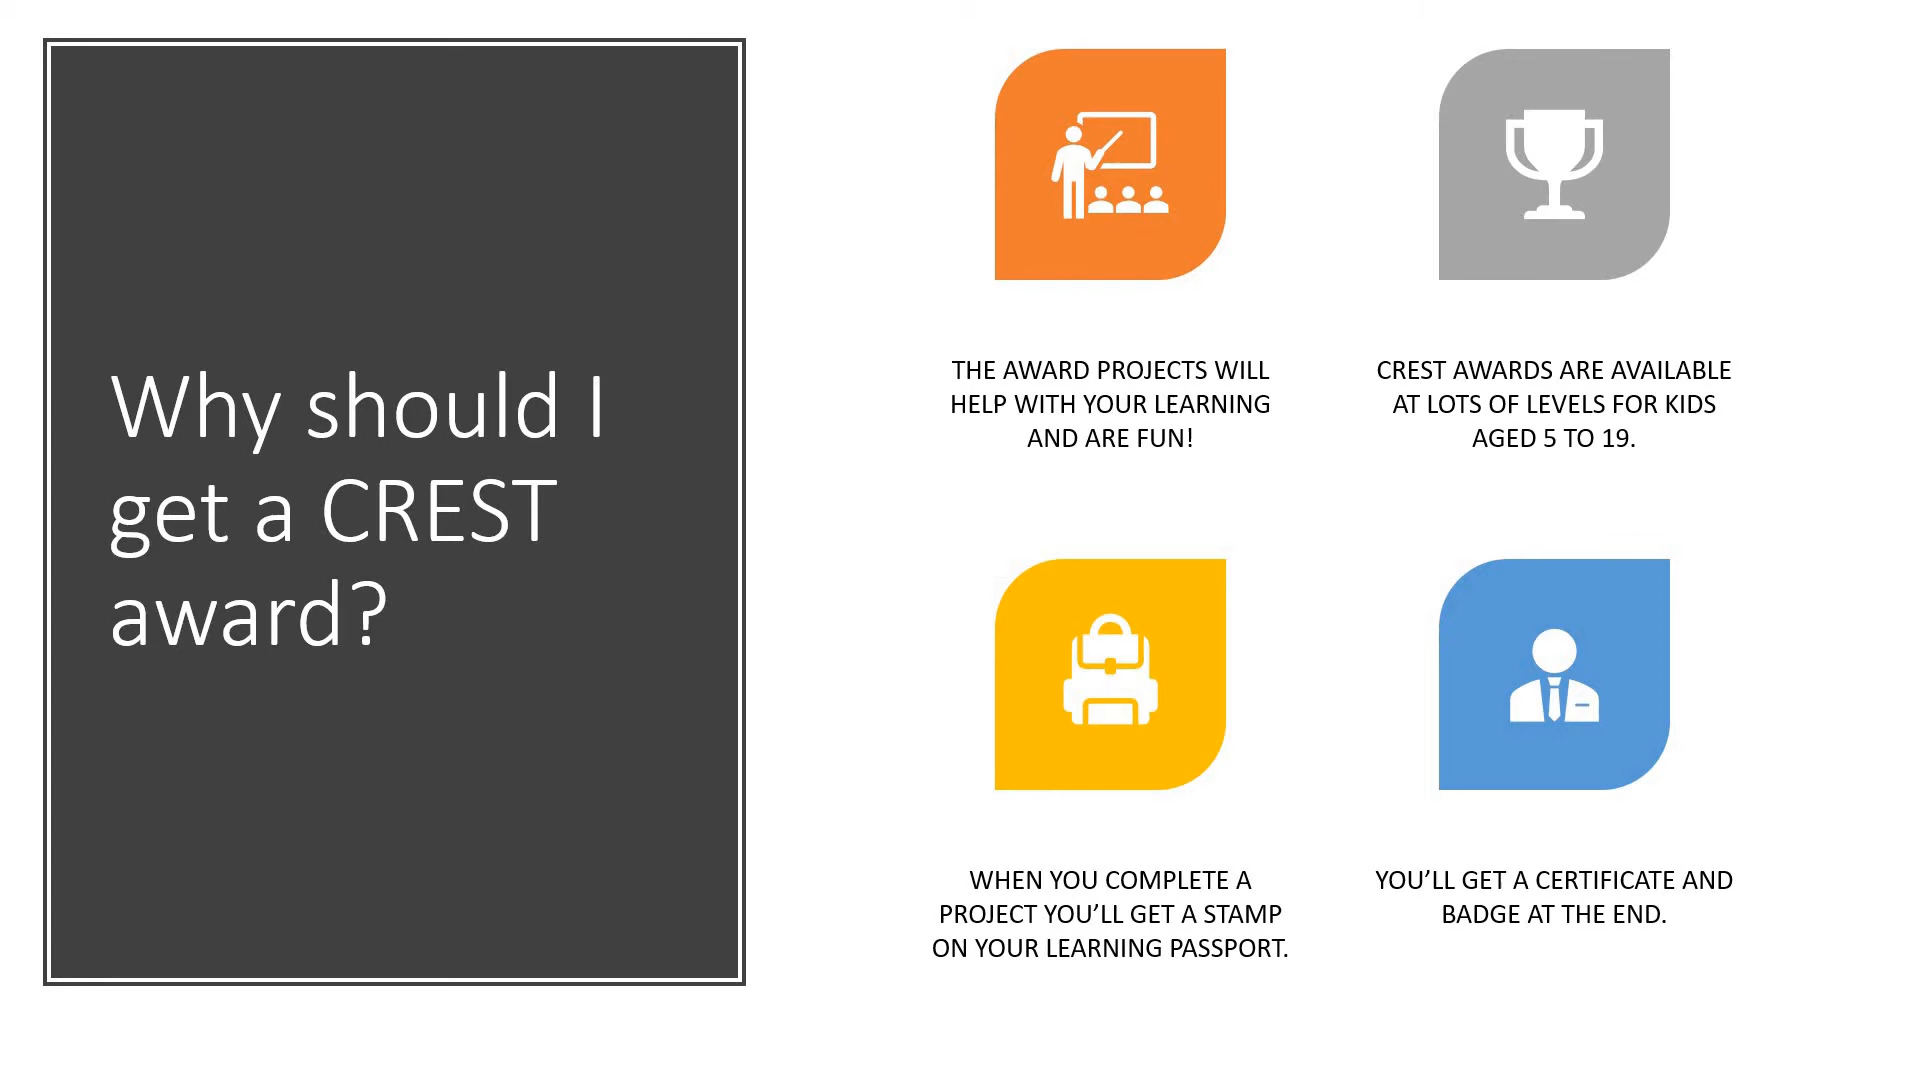 Why should I
get a CREST
award?
THE AWARD PROJECTS WILL
HELP WITH YOUR LEARNING
AND ARE FUN!
CREST AWARDS ARE AVAILABLE
AT LOTS OF LEVELS FOR KIDS
AGED 5 TO 19.
WHEN YOU COMPLETE A
PROJECT YOU’LL GET A STAMP
ON YOUR LEARNING PASSPORT.
YOU’LL GET A CERTIFICATE AND
BADGE AT THE END.